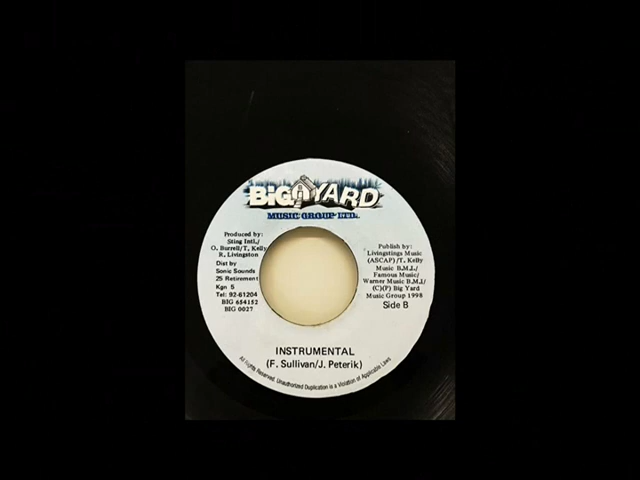 BiG YARD
MUSIC GROUP LTD.
Produced by:
Sting Intl./
O. Burrell/T. Kelly
R. Livingston
Dist by
Sonic Sounds
25 Retirement
Kgn 5
Tel: 92-61204
BIG 654152
BIG 0027
Publish by:
Livingstings Music
(ASCAP)/T. Kelly
Music B.M.I./
Famous Music/
Warner Music B.M.I/
(C)(P) Big Yard
Music Group 1998
Side B
INSTRUMENTAL
(F. Sullivan/J. Peterik)
All Rights Reserved. Unauthorized Duplication is a Violation of Applicable Laws